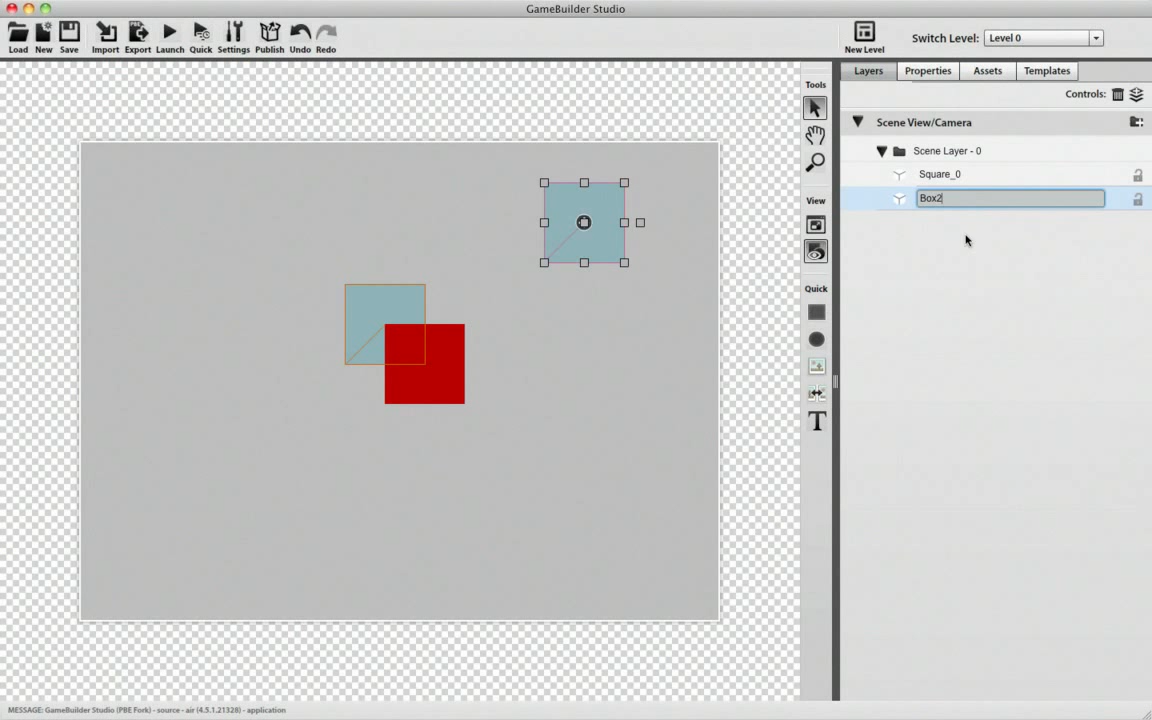 GameBuilder Studio
Load New Save Import Export Launch Quick Settings Publish Undo Redo
New Level
Switch Level: Level 0
Layers Properties Assets Templates
Controls:
Scene View/Camera
Scene Layer - 0
Square_0
Box2
Tools
View
Quick
T
MESSAGE: GameBuilder Studio (PBE Fork) - source - air (4.5.1.21328) - application